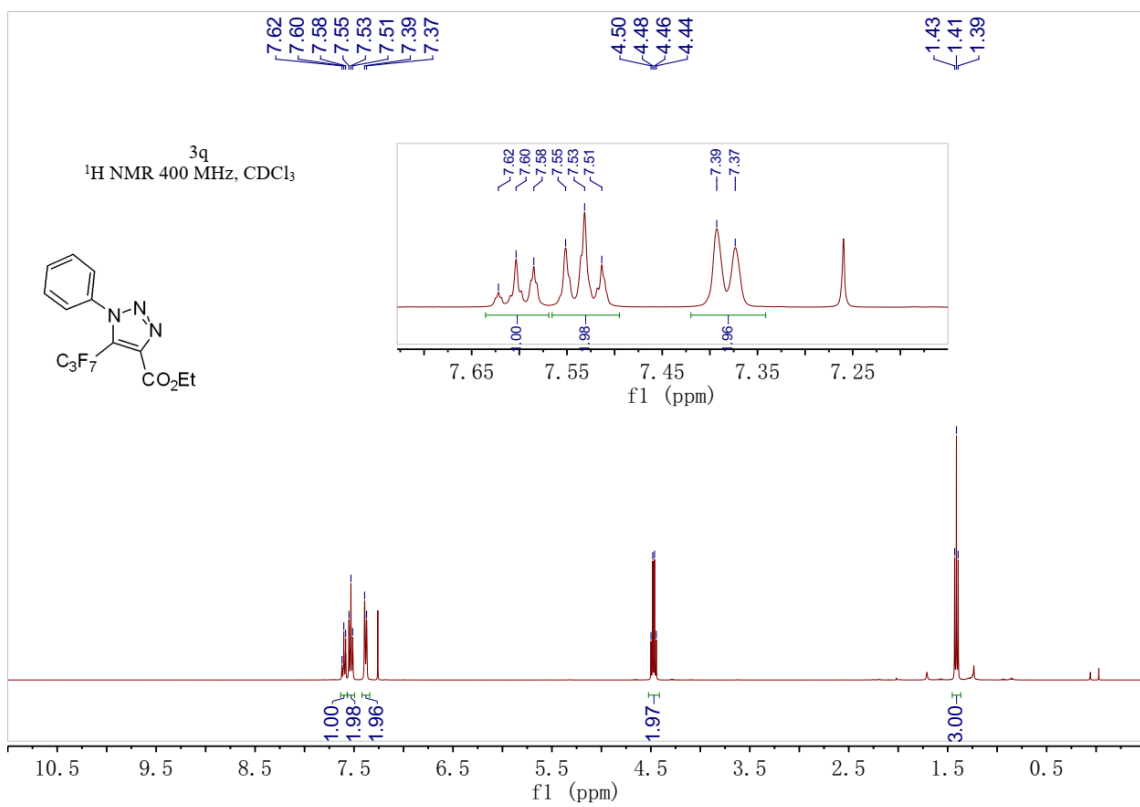 7.62
7.60
7.58
7.55
7.53
7.51
7.39
7.37
4.50
4.48
4.46
4.44
1.43
1.41
1.39
3q
¹H NMR 400 MHz, CDCl₃
7.62
7.60
7.58
7.55
7.53
7.51
7.39
7.37
1.00
1.98
1.96
7.65 7.55 7.45 7.35 7.25
f1 (ppm)
N
N
N
C₃F₇
CO₂Et
1.00
1.98
1.96
1.97
3.00
10.5 9.5 8.5 7.5 6.5 5.5 4.5 3.5 2.5 1.5 0.5
f1 (ppm)